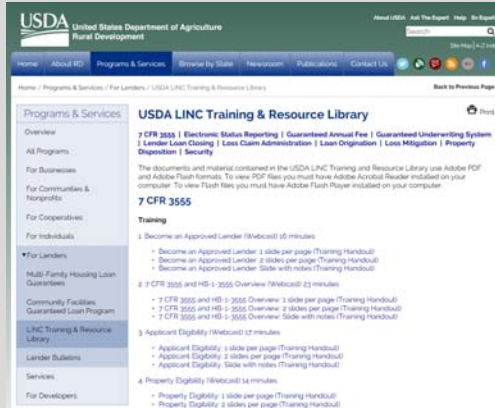 USDA United States Department of Agriculture
Rural Development
About USDA Ask The Expert Help En Español
Search
Site Map | A-Z Index
Home About RD Programs & Services Browse by State Newsroom Publications Contact Us
Home / Programs & Services / For Lenders / USDA LINC Training & Resource Library
Back to Previous Page
Programs & Services
Overview
All Programs
For Businesses
For Communities &
Nonprofits
For Cooperatives
For Individuals
For Lenders
Multi-Family Housing Loan
Guarantees
Community Facilities
Guaranteed Loan Program
LINC Training & Resource
Library
Lender Bulletins
Services
For Developers
USDA LINC Training & Resource Library
Print
7 CFR 3555 | Electronic Status Reporting | Guaranteed Annual Fee | Guaranteed Underwriting System
| Lender Loan Closing | Loss Claim Administration | Loan Origination | Loss Mitigation | Property
Disposition | Security
The documents and material contained in the USDA LINC Training and Resource Library use Adobe PDF
and Adobe Flash formats. To view PDF files you must have Adobe Acrobat Reader installed on your
computer. To view Flash files you must have Adobe Flash Player installed on your computer.
7 CFR 3555
Training
1. Become an Approved Lender (Webcast) 16 minutes
• Become an Approved Lender: 1 slide per page (Training Handout)
• Become an Approved Lender: 2 slides per page (Training Handout)
• Become an Approved Lender: Slide with notes (Training Handout)
2. 7 CFR 3555 and HB-1-3555 Overview (Webcast) 23 minutes
• 7 CFR 3555 and HB-1-3555 Overview: 1 slide per page (Training Handout)
• 7 CFR 3555 and HB-1-3555 Overview: 2 slides per page (Training Handout)
• 7 CFR 3555 and HB-1-3555 Overview: Slide with notes (Training Handout)
3. Applicant Eligibility (Webcast) 17 minutes
• Applicant Eligibility: 1 slide per page (Training Handout)
• Applicant Eligibility: 2 slides per page (Training Handout)
• Applicant Eligibility: Slide with notes (Training Handout)
4. Property Eligibility (Webcast) 14 minutes
• Property Eligibility: 1 slide per page (Training Handout)
• Property Eligibility: 2 slides per page (Training Handout)